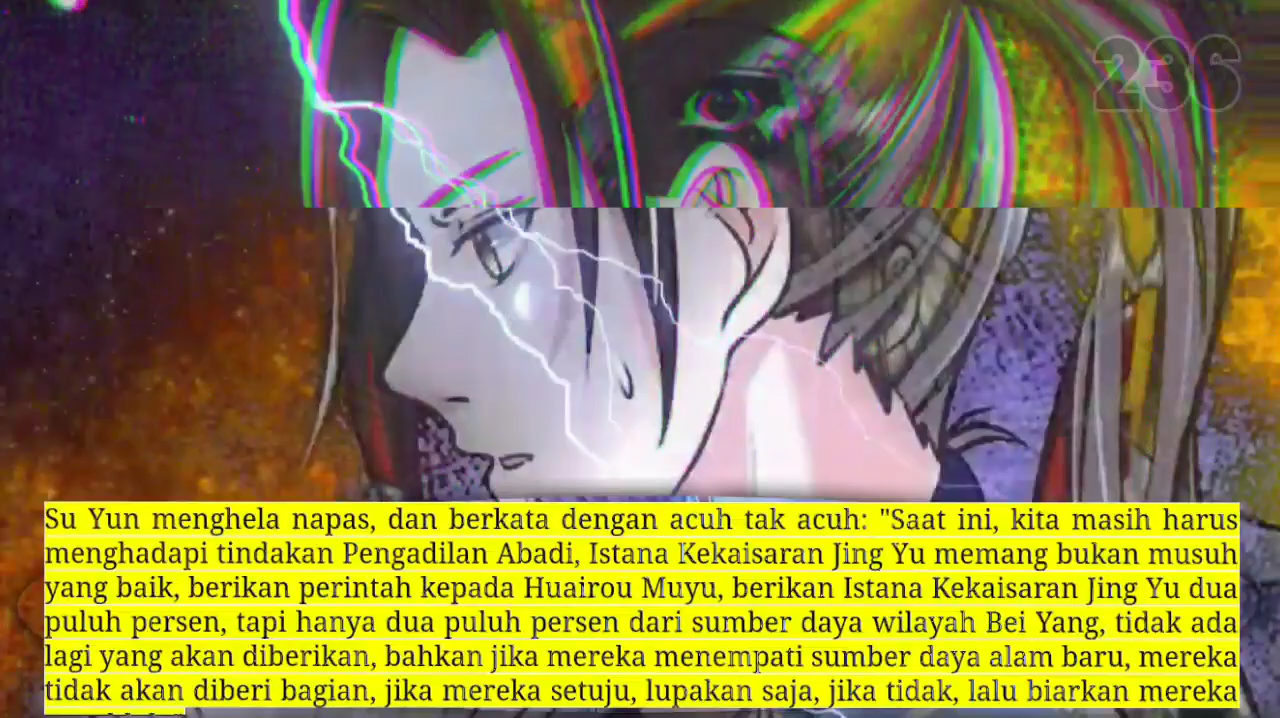 236
Su Yun menghela napas, dan berkata dengan acuh tak acuh: "Saat ini, kita masih harus
menghadapi tindakan Pengadilan Abadi, Istana Kekaisaran Jing Yu memang bukan musuh
yang baik, berikan perintah kepada Huairou Muyu, berikan Istana Kekaisaran Jing Yu dua
puluh persen, tapi hanya dua puluh persen dari sumber daya wilayah Bei Yang, tidak ada
lagi yang akan diberikan, bahkan jika mereka menempati sumber daya alam baru, mereka
tidak akan diberi bagian, jika mereka setuju, lupakan saja, jika tidak, lalu biarkan mereka